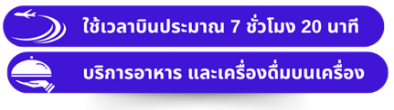 ใช้เวลาบินประมาณ 7 ชั่วโมง 20 นาที
บริการอาหาร และเครื่องดื่มบนเครื่อง